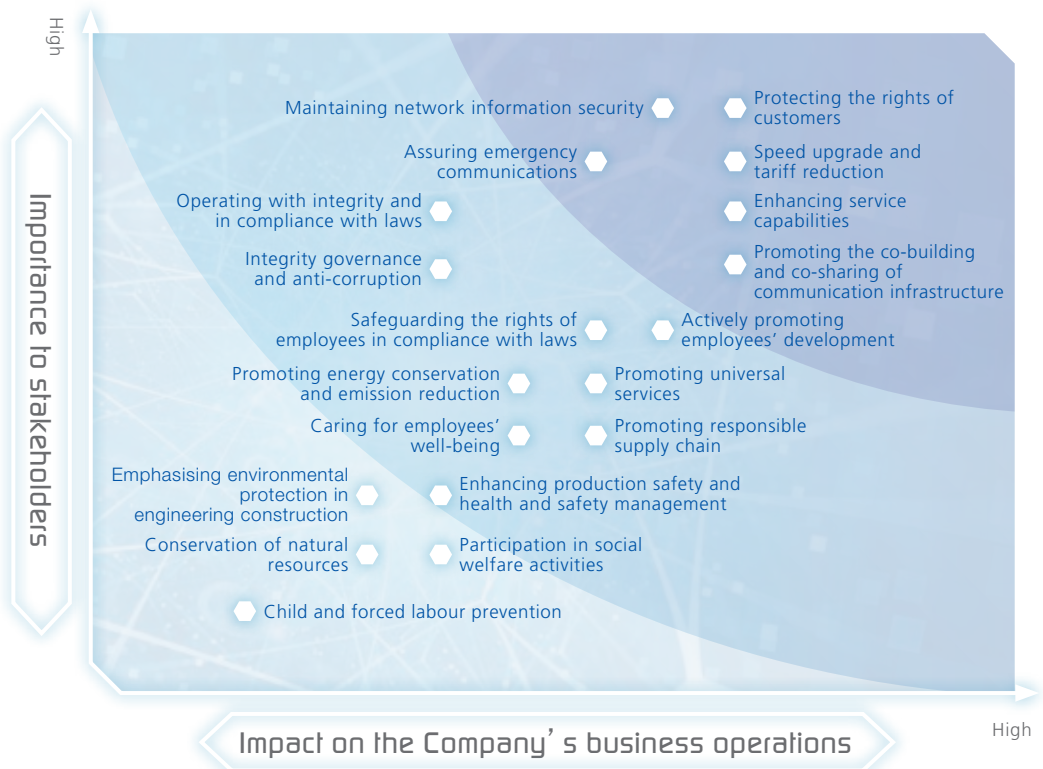 High
Importance to stakeholders
Maintaining network information security
Protecting the rights of
customers
Assuring emergency
communications
Speed upgrade and
tariff reduction
Operating with integrity and
in compliance with laws
Enhancing service
capabilities
Integrity governance
and anti-corruption
Promoting the co-building
and co-sharing of
communication infrastructure
Safeguarding the rights of
employees in compliance with laws
Actively promoting
employees’ development
Promoting energy conservation
and emission reduction
Promoting universal
services
Caring for employees’
well-being
Promoting responsible
supply chain
Emphasising environmental
protection in
engineering construction
Enhancing production safety and
health and safety management
Conservation of natural
resources
Participation in social
welfare activities
Child and forced labour prevention
High
Impact on the Company’s business operations